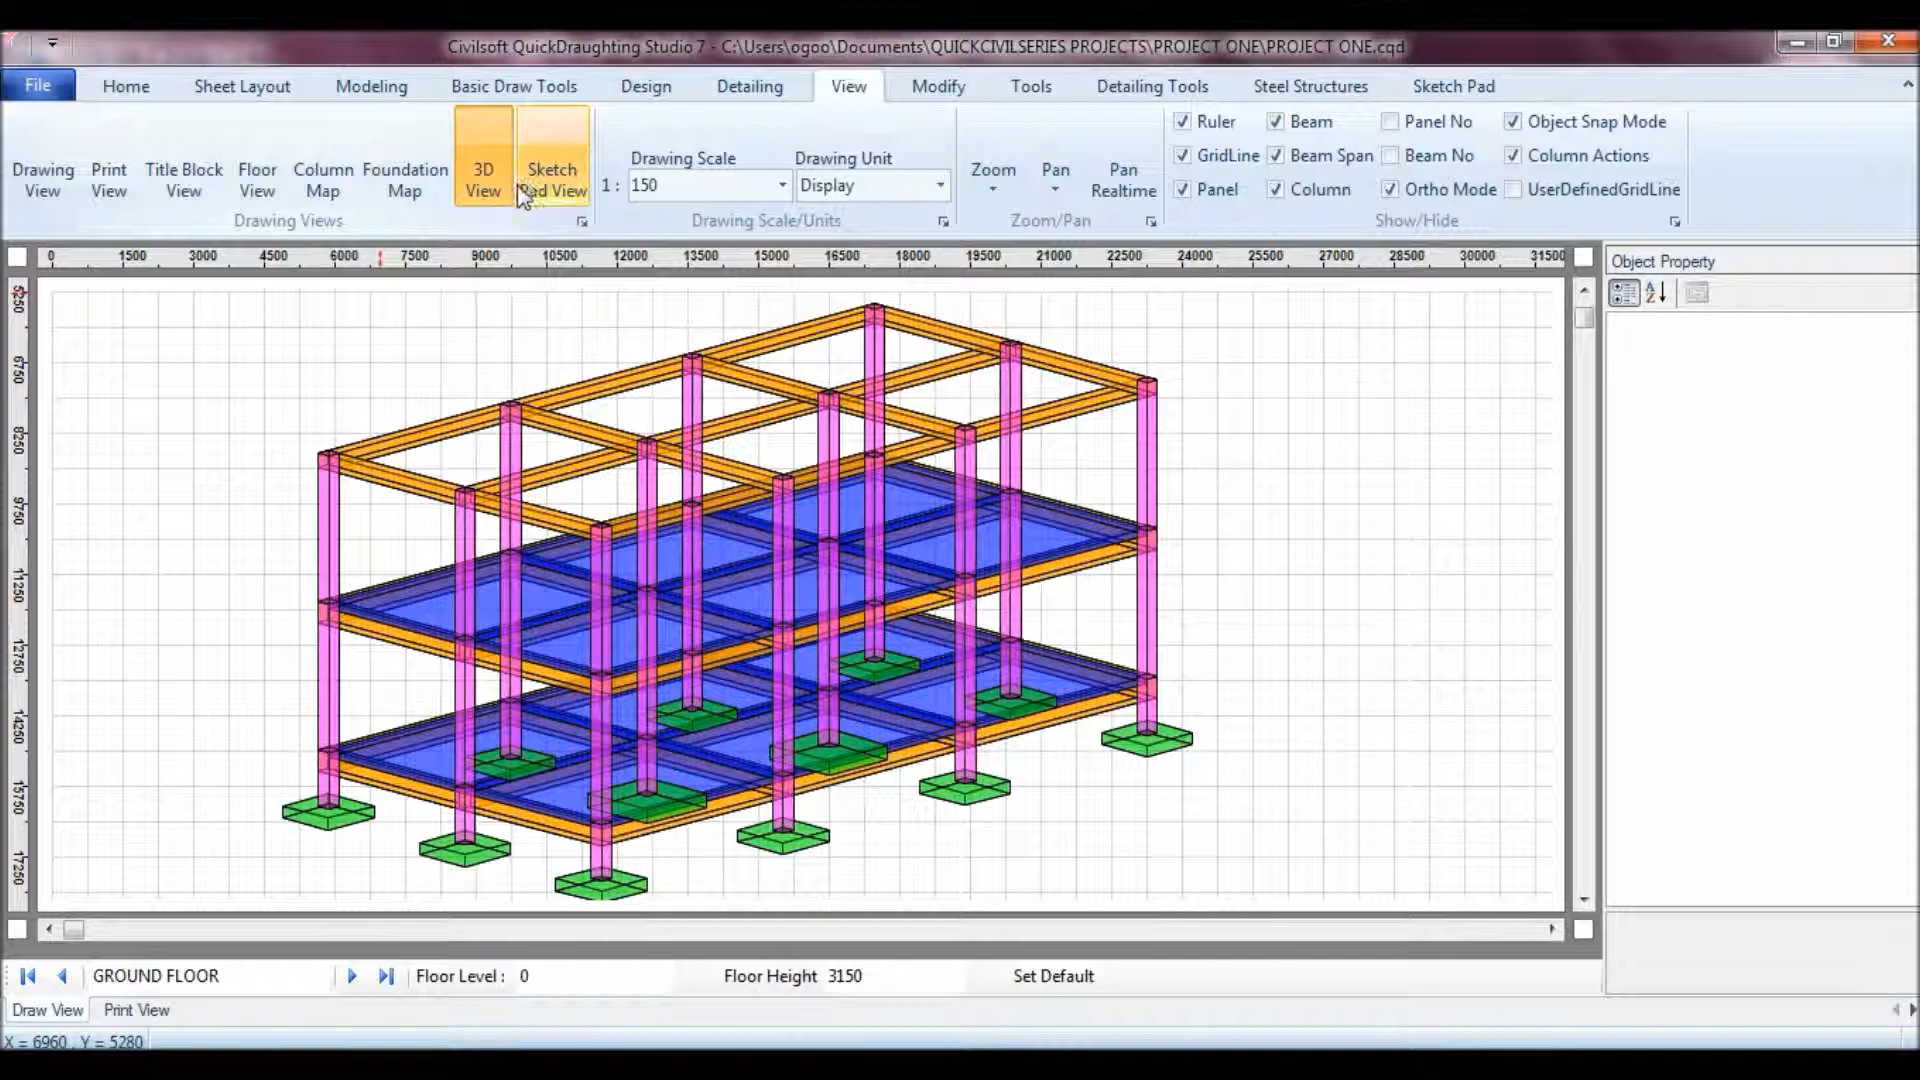 Civilsoft QuickDraughting Studio 7 - C:\Users\ogoo\Documents\QUICKCIVILSERIES PROJECTS\PROJECT ONE\PROJECT ONE.cqd
File Home Sheet Layout Modeling Basic Draw Tools Design Detailing View Modify Tools Detailing Tools Steel Structures Sketch Pad
Drawing View
Print View
Title Block View
Floor View
Column Map
Foundation Map
3D View
Sketch Pad View
Drawing Views
Drawing Scale
1 : 150
Drawing Unit
Display
Drawing Scale/Units
Zoom
Pan
Pan Realtime
Zoom/Pan
Ruler Beam Panel No Object Snap Mode
GridLine Beam Span Beam No Column Actions
Panel Column Ortho Mode UserDefinedGridLine
Show/Hide
0 1500 3000 4500 6000 7500 9000 10500 12000 13500 15000 16500 18000 19500 21000 22500 24000 25500 27000 28500 30000 31500
5250
6750
8250
9750
11250
12750
14250
15750
17250
Object Property
GROUND FLOOR Floor Level : 0 Floor Height 3150 Set Default
Draw View Print View
X = 6960 , Y = 5280